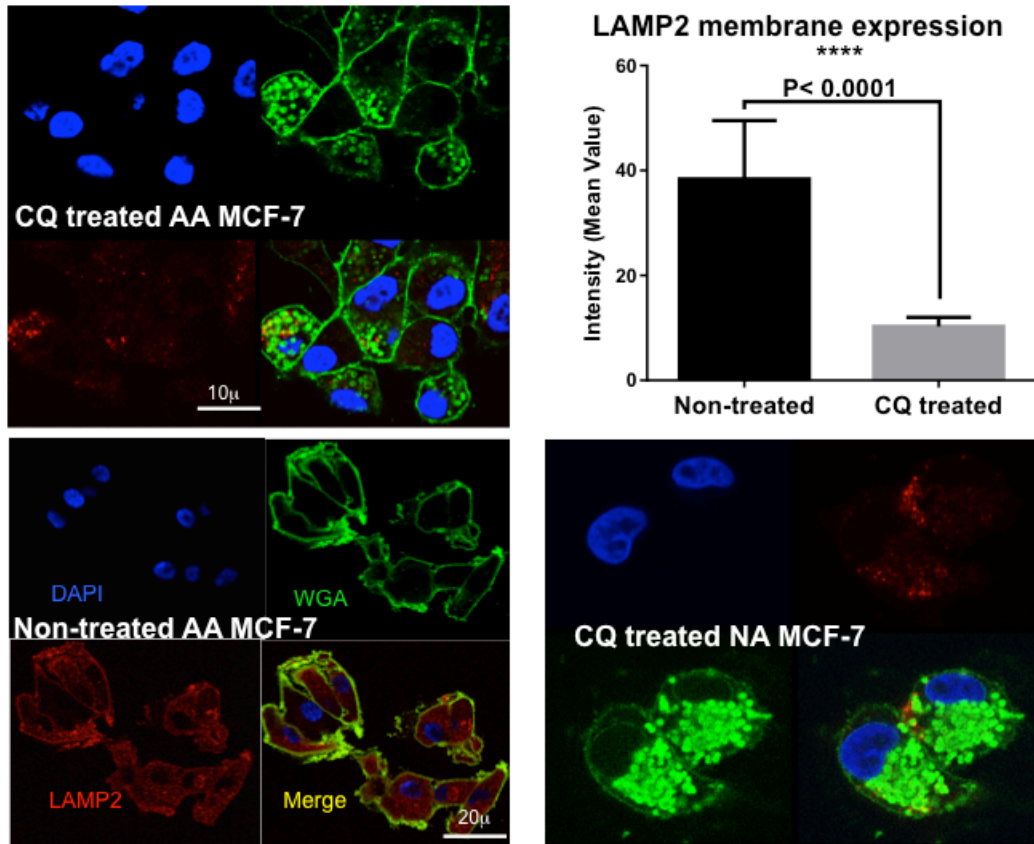 CQ treated AA MCF-7
10μ
LAMP2 membrane expression
****
P< 0.0001
Intensity (Mean Value)
60
40
20
0
Non-treated
CQ treated
DAPI
WGA
Non-treated AA MCF-7
LAMP2
Merge
20μ
CQ treated NA MCF-7